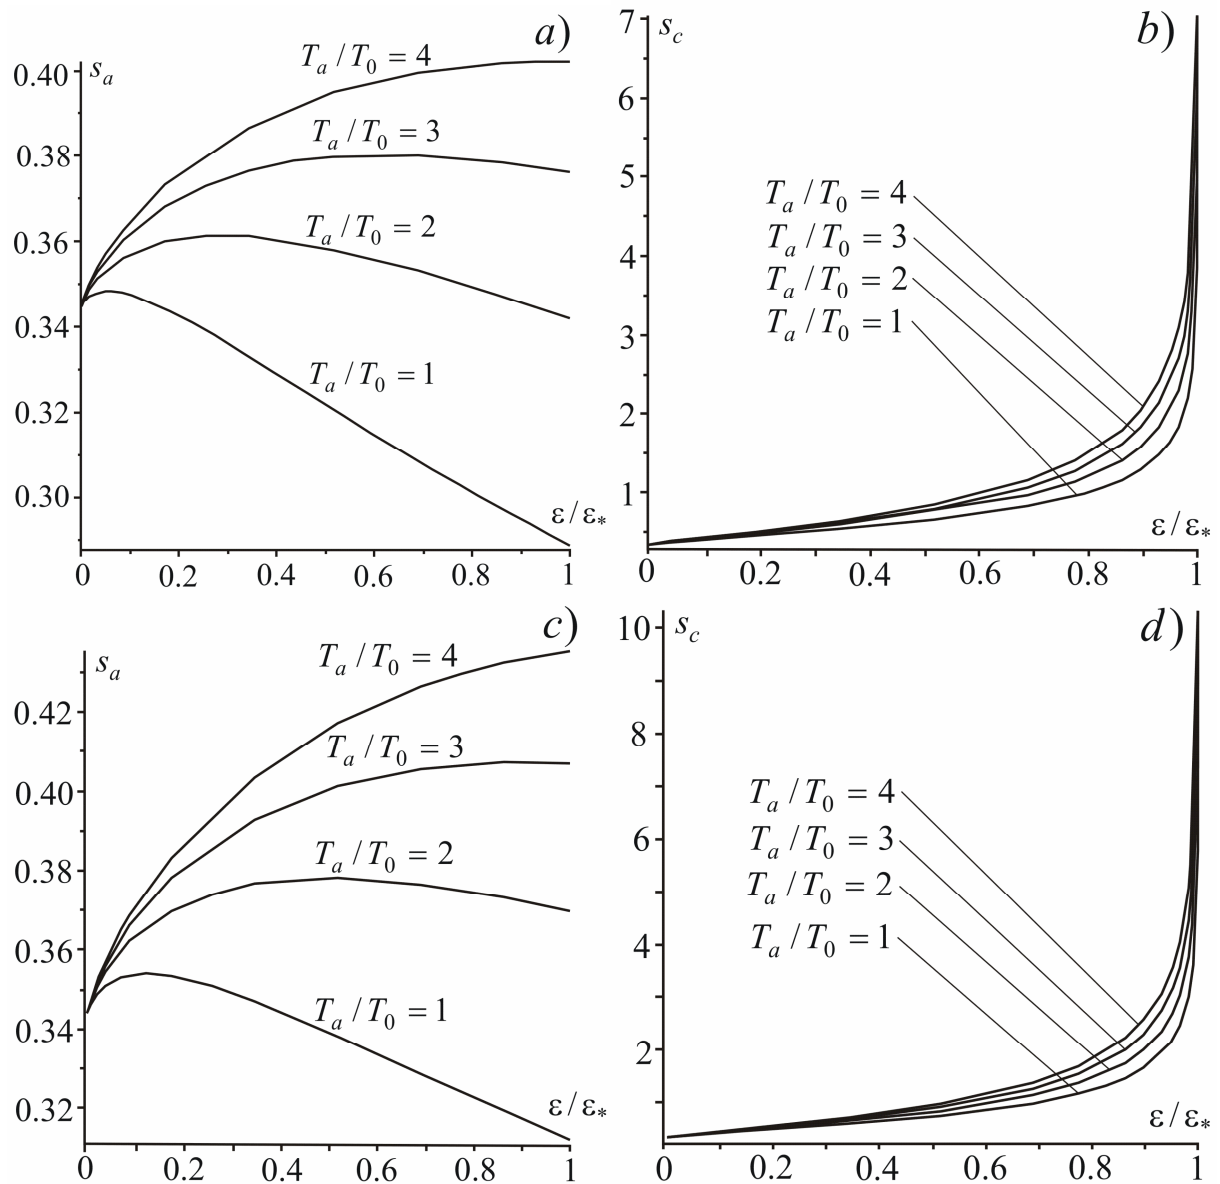 a)
0.40
s_a
T_a/T_0 = 4
T_a/T_0 = 3
0.38
T_a/T_0 = 2
0.36
0.34
T_a/T_0 = 1
0.32
0.30
ε/ε_*
0 0.2 0.4 0.6 0.8 1
b)
7
s_c
6
5
T_a/T_0 = 4
T_a/T_0 = 3
4
T_a/T_0 = 2
T_a/T_0 = 1
3
2
1
ε/ε_*
0 0.2 0.4 0.6 0.8 1
c)
s_a
T_a/T_0 = 4
0.42
T_a/T_0 = 3
0.40
0.38
T_a/T_0 = 2
0.36
0.34
T_a/T_0 = 1
0.32
ε/ε_*
0 0.2 0.4 0.6 0.8 1
d)
10
s_c
8
T_a/T_0 = 4
6
T_a/T_0 = 3
T_a/T_0 = 2
T_a/T_0 = 1
4
2
ε/ε_*
0 0.2 0.4 0.6 0.8 1